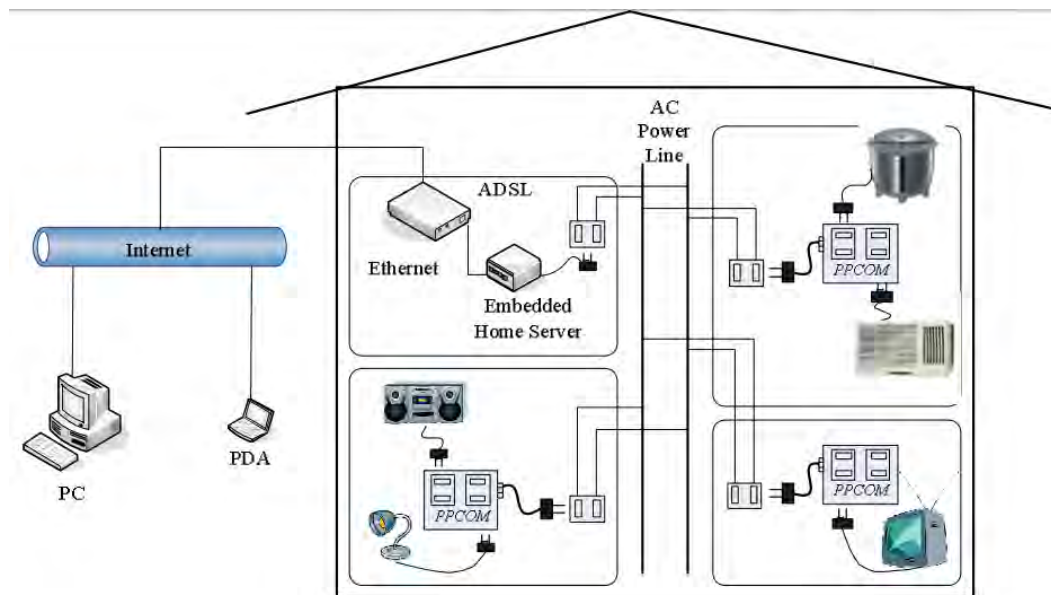 AC
Power
Line
ADSL
Internet
Ethernet
Embedded
Home Server
PPCOM
PC
PDA
PPCOM
PPCOM